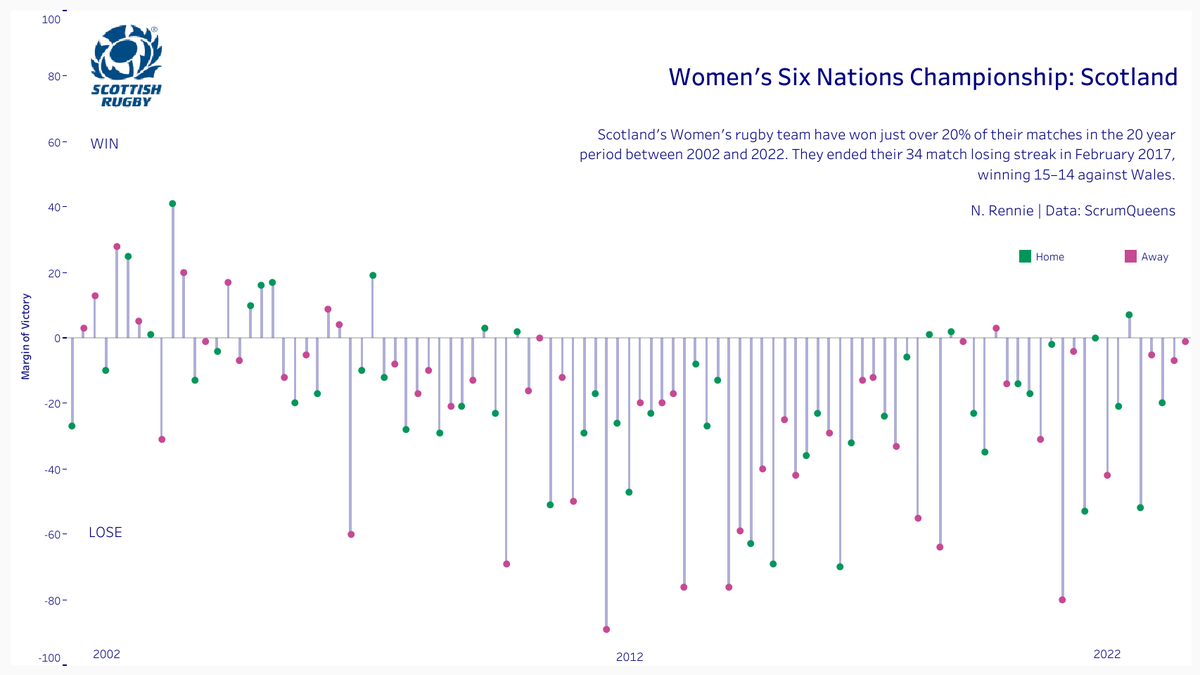 SCOTTISH
RUGBY
®
Women's Six Nations Championship: Scotland
Scotland's Women's rugby team have won just over 20% of their matches in the 20 year
period between 2002 and 2022. They ended their 34 match losing streak in February 2017,
winning 15–14 against Wales.
N. Rennie | Data: ScrumQueens
Home
Away
WIN
LOSE
Margin of Victory
100
80
60
40
20
0
-20
-40
-60
-80
-100
2002
2012
2022